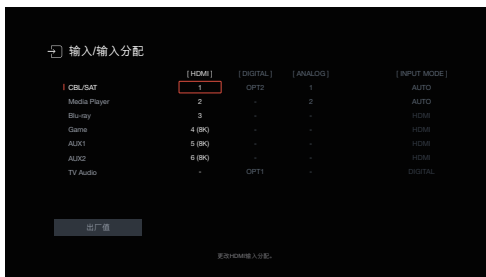 输入/输入分配
[ HDMI ] [ DIGITAL ] [ ANALOG ] [ INPUT MODE ]
CBL/SAT 1 OPT2 1 AUTO
Media Player 2 - 2 AUTO
Blu-ray 3 - - HDMI
Game 4 (8K) - - HDMI
AUX1 5 (8K) - - HDMI
AUX2 6 (8K) - - HDMI
TV Audio - OPT1 - DIGITAL
出厂值
更改HDMI输入分配。